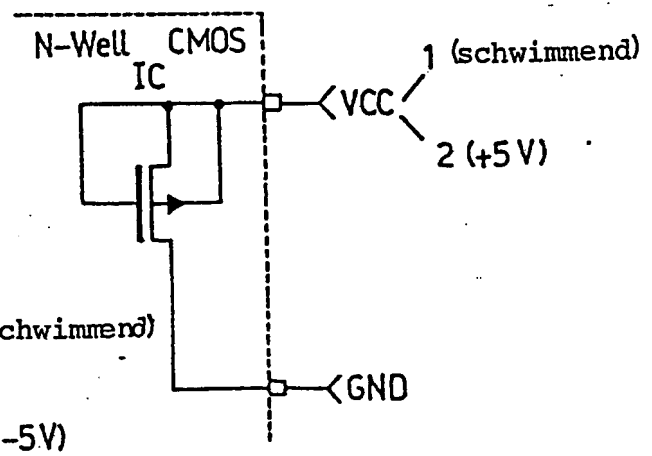 N-Well CMOS
IC
1 (schwimmend)
VCC
2 (+5 V)
chwimmend)
GND
-5V)